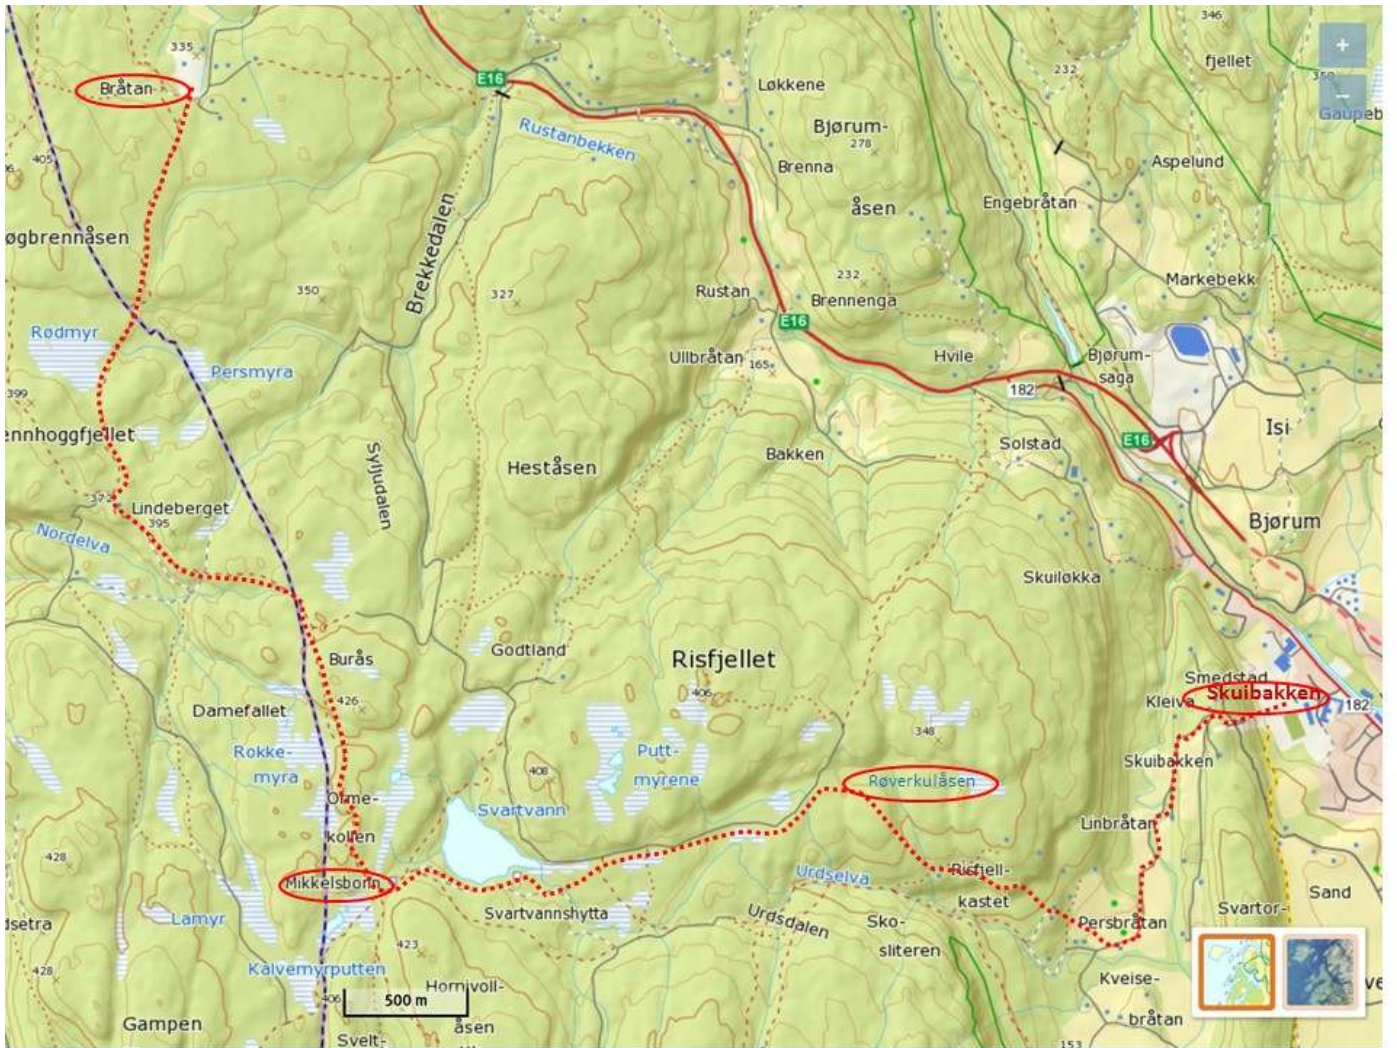 346
fjellet
+
335
232
350
E16
Bråtan
Løkkene
−
Gaupeb
Rustanbekken
Bjørum-
278
405
Brenna
Aspelund
Engebråtan
åsen
Brekkedalen
øgbrennåsen
232
Markebekk
350
327
Rustan
Brennenga
E16
Rødmyr
Persmyra
Ullbråtan
165
Hvile
Bjørum-
saga
182
399
ennhoggfjellet
Isi
E16
Solstad
Bakken
Heståsen
Syljudalen
372
Lindeberget
395
Bjørum
Nordelva
Skuiløkka
Godtland
Burås
Risfjellet
Smedstad
Skuibakken
Kleiva
406
426
182
Damefallet
348
Rokke-
myra
Putt-
myrene
Skuibakken
408
Røverkulåsen
Ofme-
kollen
Svartvann
Linbråtan
428
Urdselva
Risfjell-
kastet
Mikkelsbonn
Sand
Svartvannshytta
Urdsdalen
Sko-
sliteren
Persbråtan
Svartor-
Lamyr
dsetra
423
Kalvemyrputten
428
Kveise-
bråtan
Hornivoll-
åsen
406
500 m
Gampen
Svelt-
153